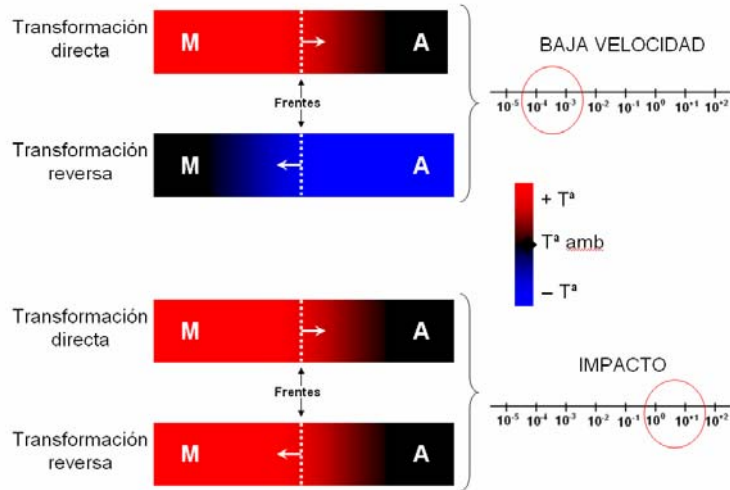 Transformación
directa
M
A
Frentes
Transformación
reversa
M
A
BAJA VELOCIDAD
10⁻⁵ 10⁻⁴ 10⁻³ 10⁻² 10⁻¹ 10⁰ 10⁺¹ 10⁺²
+ Tª
Tª amb
– Tª
Transformación
directa
M
A
Frentes
Transformación
reversa
M
A
IMPACTO
10⁻⁵ 10⁻⁴ 10⁻³ 10⁻² 10⁻¹ 10⁰ 10⁺¹ 10⁺²